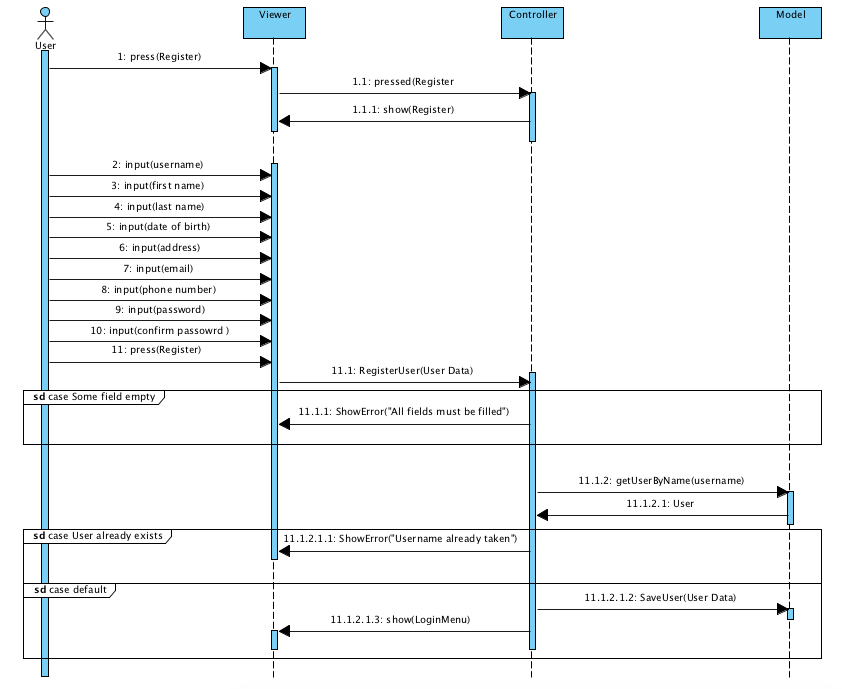 Viewer
Controller
Model
User
1: press(Register)
1.1: pressed(Register
1.1.1: show(Register)
2: input(username)
3: input(first name)
4: input(last name)
5: input(date of birth)
6: input(address)
7: input(email)
8: input(phone number)
9: input(password)
10: input(confirm passowrd )
11: press(Register)
11.1: RegisterUser(User Data)
sd case Some field empty
11.1.1: ShowError("All fields must be filled")
11.1.2: getUserByName(username)
11.1.2.1: User
sd case User already exists
11.1.2.1.1: ShowError("Username already taken")
sd case default
11.1.2.1.2: SaveUser(User Data)
11.1.2.1.3: show(LoginMenu)